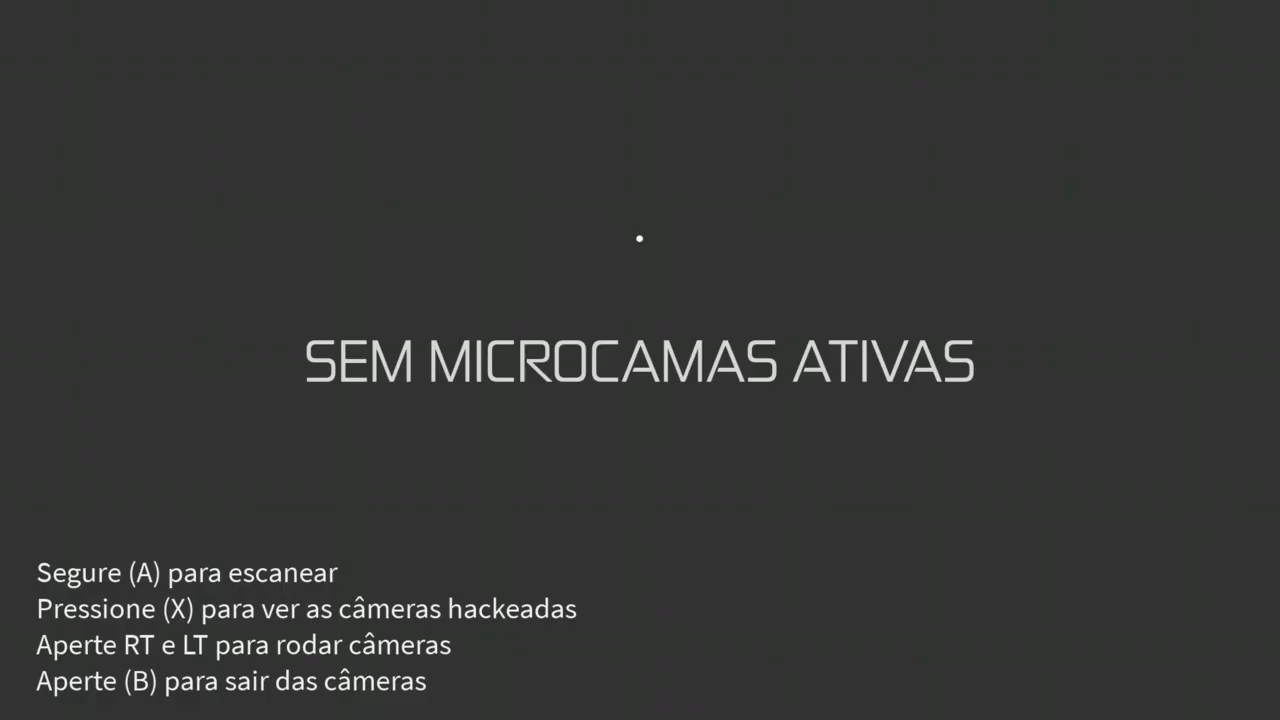 SEM MICROCAMAS ATIVAS
Segure (A) para escanear
Pressione (X) para ver as câmeras hackeadas
Aperte RT e LT para rodar câmeras
Aperte (B) para sair das câmeras